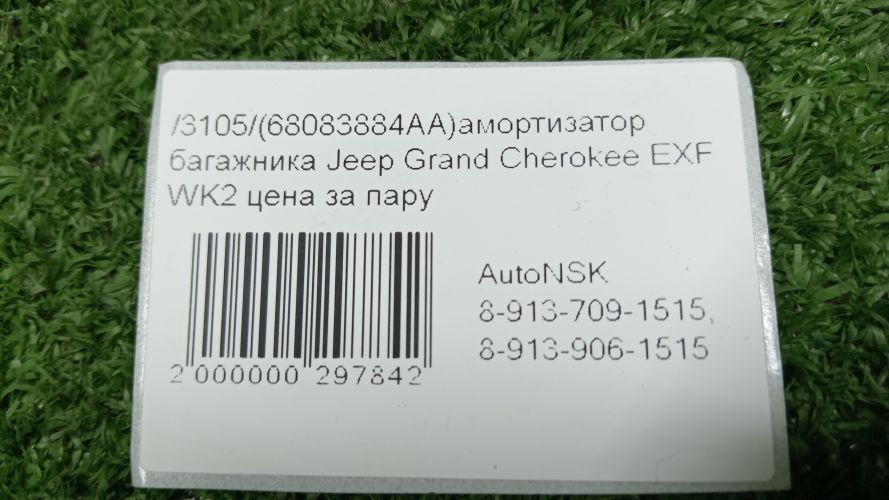 /3105/(68083884AA)амортизатор
багажника Jeep Grand Cherokee EXF
WK2 цена за пару
AutoNSK
8-913-709-1515,
8-913-906-1515
2 000000 297842